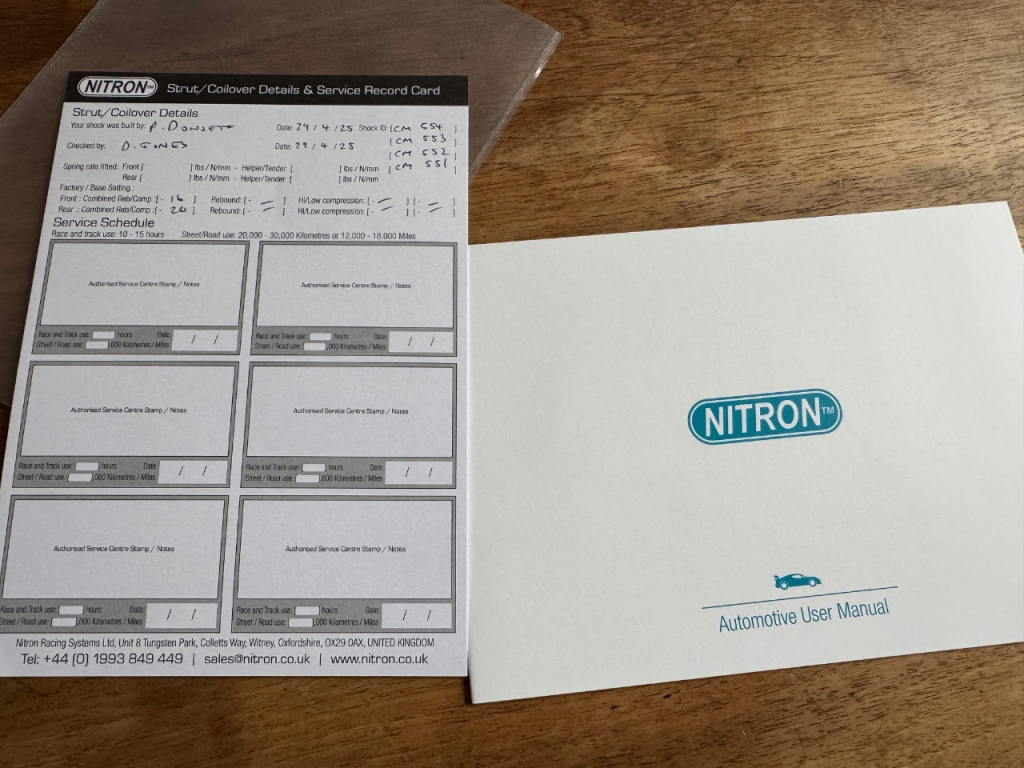 NITRON™ Strut/Coilover Details & Service Record Card
Strut/Coilover Details
Your shock was built by: P. Date: 29 / 4 / 25 Shock ID: [CM 554 ]
[CM 553 ]
Checked by: D. JONES Date: 29 / 4 / 25 [CM 552 ]
[CM 551 ]
Spring rate fitted: Front [ ] lbs / N/mm - Helper/Tender [ ] lbs / N/mm
Rear [ ] lbs / N/mm - Helper/Tender [ ] lbs / N/mm
Factory / Base Setting :
Front : Combined Reb/Comp :[- 16 ] Rebound: [- = ] Hi/Low compression: [- = ] [- = ]
Rear : Combined Reb/Comp :[- 20 ] Rebound: [- = ] Hi/Low compression: [- = ] [- = ]
Service Schedule
Race and track use: 10 - 15 hours Street/Road use: 20,000 - 30,000 Kilometres or 12,000 - 18,000 Miles
Authorised Service Centre Stamp / Notes Authorised Service Centre Stamp / Notes
Race and Track use: hours Date: / / Race and Track use: hours Date: / /
Street / Road use: ,000 Kilometres / Miles Street / Road use: ,000 Kilometres / Miles
Authorised Service Centre Stamp / Notes Authorised Service Centre Stamp / Notes
Race and Track use: hours Date: / / Race and Track use: hours Date: / /
Street / Road use: ,000 Kilometres / Miles Street / Road use: ,000 Kilometres / Miles
Authorised Service Centre Stamp / Notes Authorised Service Centre Stamp / Notes
Race and Track use: hours Date: / / Race and Track use: hours Date: / /
Street / Road use: ,000 Kilometres / Miles Street / Road use: ,000 Kilometres / Miles
Nitron Racing Systems Ltd, Unit 8 Tungsten Park, Colletts Way, Witney, Oxfordshire, OX29 0AX, UNITED KINGDOM
Tel: +44 (0) 1993 849 449 | sales@nitron.co.uk | www.nitron.co.uk
NITRON™
Automotive User Manual